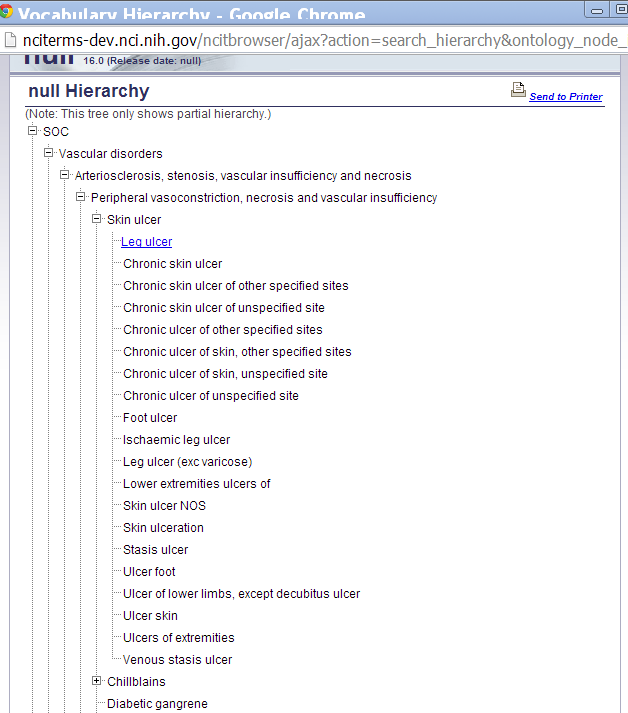 Vocabulary Hierarchy - Google Chrome
nciterms-dev.nci.nih.gov/ncitbrowser/ajax?action=search_hierarchy&ontology_node_
null 16.0 (Release date: null)
null Hierarchy
Send to Printer
(Note: This tree only shows partial hierarchy.)
SOC
Vascular disorders
Arteriosclerosis, stenosis, vascular insufficiency and necrosis
Peripheral vasoconstriction, necrosis and vascular insufficiency
Skin ulcer
Leg ulcer
Chronic skin ulcer
Chronic skin ulcer of other specified sites
Chronic skin ulcer of unspecified site
Chronic ulcer of other specified sites
Chronic ulcer of skin, other specified sites
Chronic ulcer of skin, unspecified site
Chronic ulcer of unspecified site
Foot ulcer
Ischaemic leg ulcer
Leg ulcer (exc varicose)
Lower extremities ulcers of
Skin ulcer NOS
Skin ulceration
Stasis ulcer
Ulcer foot
Ulcer of lower limbs, except decubitus ulcer
Ulcer skin
Ulcers of extremities
Venous stasis ulcer
Chillblains
Diabetic gangrene